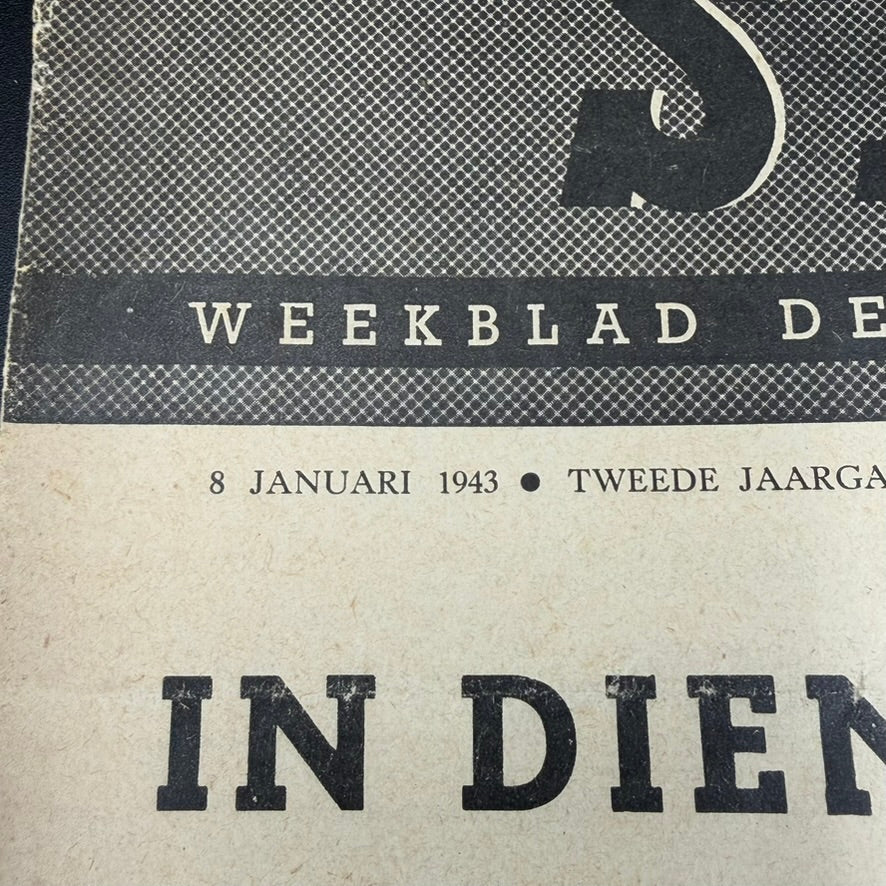 S
WEEKBLAD DE
8 JANUARI 1943 ● TWEEDE JAARGA
IN DIEN